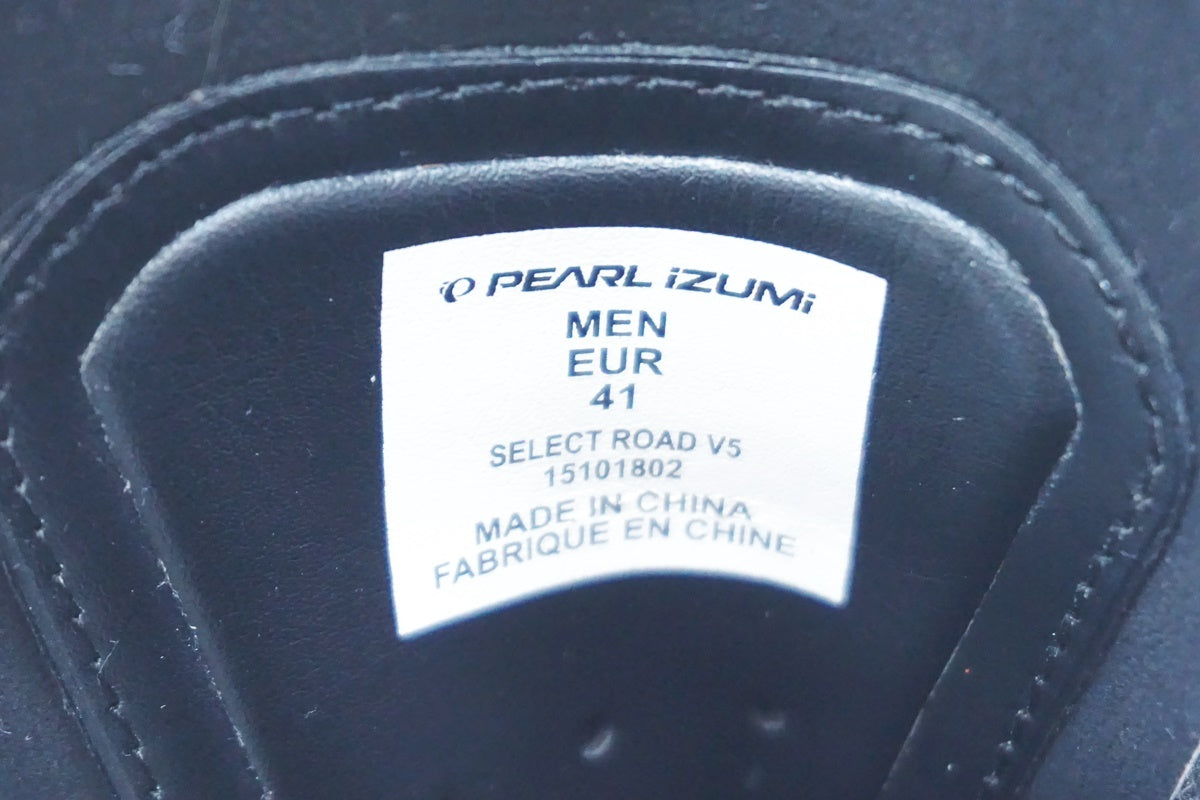 PEARL iZUMi
MEN
EUR
41
SELECT ROAD V5
15101802
MADE IN CHINA
FABRIQUE EN CHINE